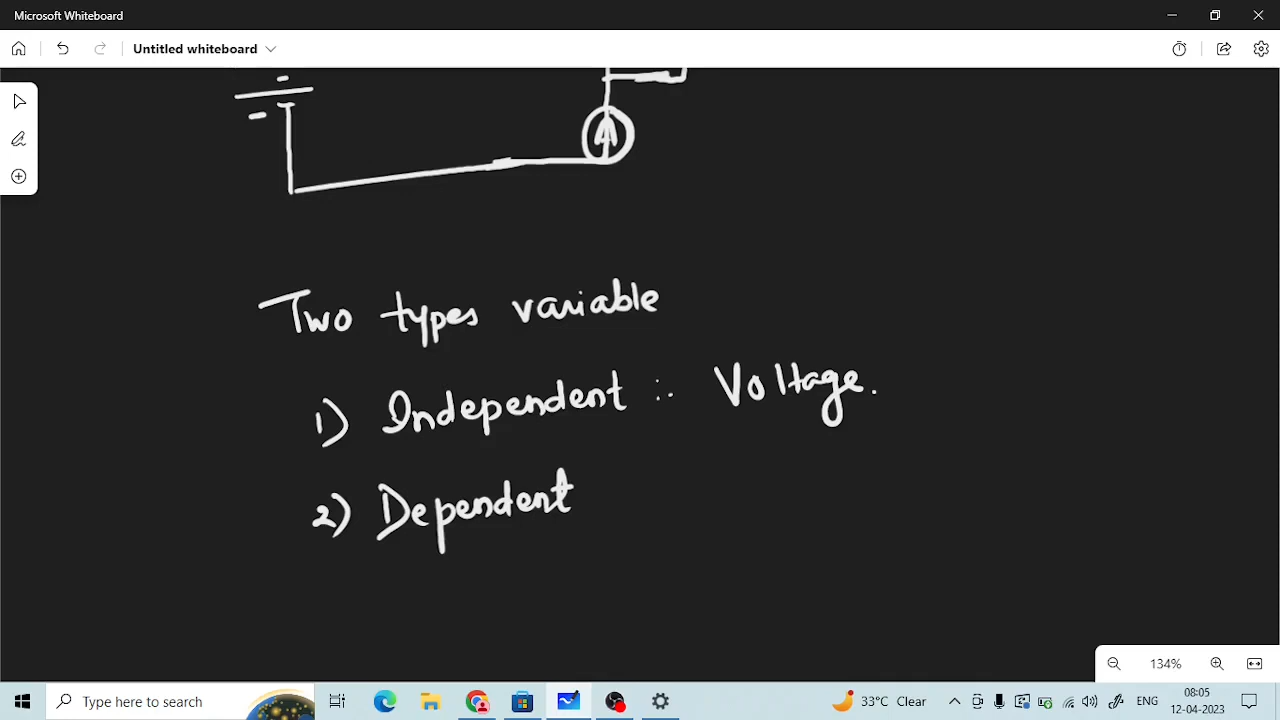 Microsoft Whiteboard
Untitled whiteboard
Two types variable
1) Independent :. Voltage.
2) Dependent
134%
Type here to search
33°C Clear
ENG
08:05
12-04-2023